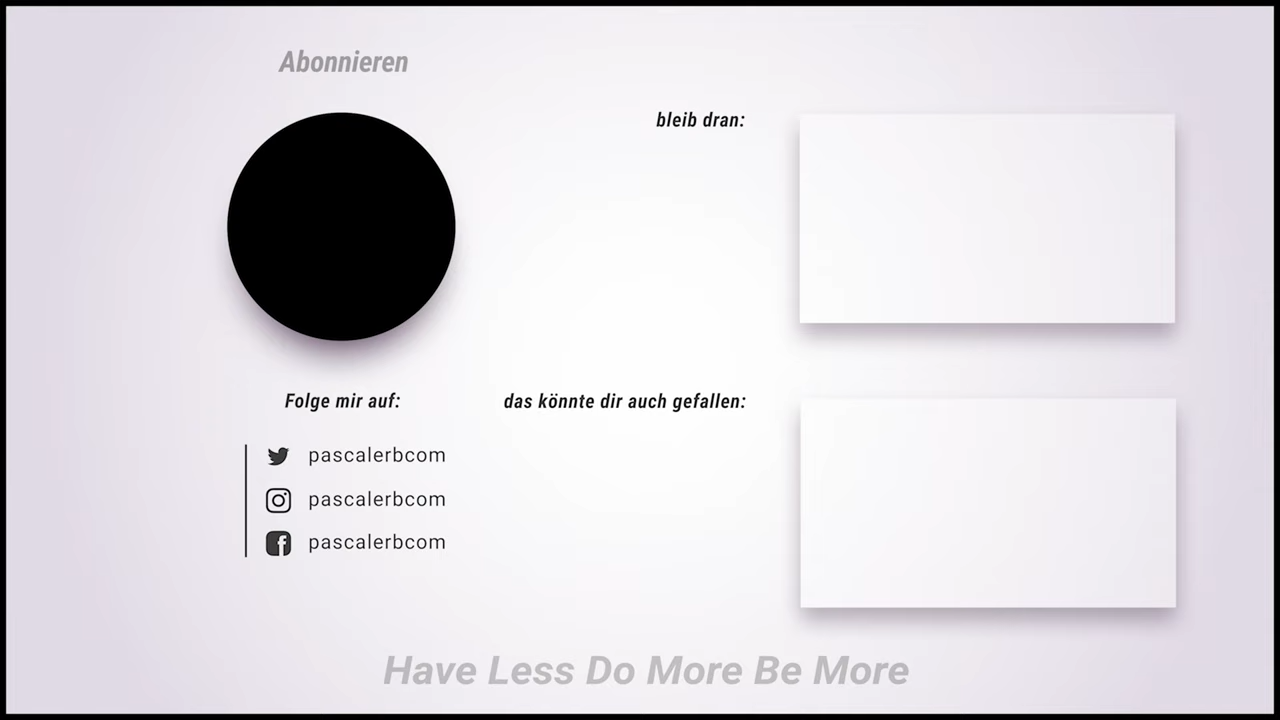 Abonnieren
bleib dran:
Folge mir auf:
pascalerbcom
pascalerbcom
pascalerbcom
das könnte dir auch gefallen:
Have Less Do More Be More